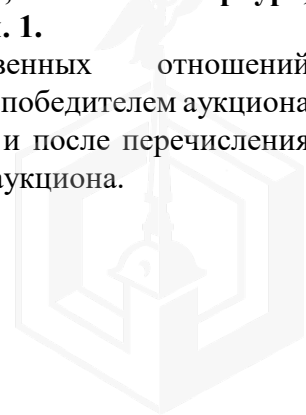 . 1.
венных отношений
победителем аукциона
и после перечисления
аукциона.